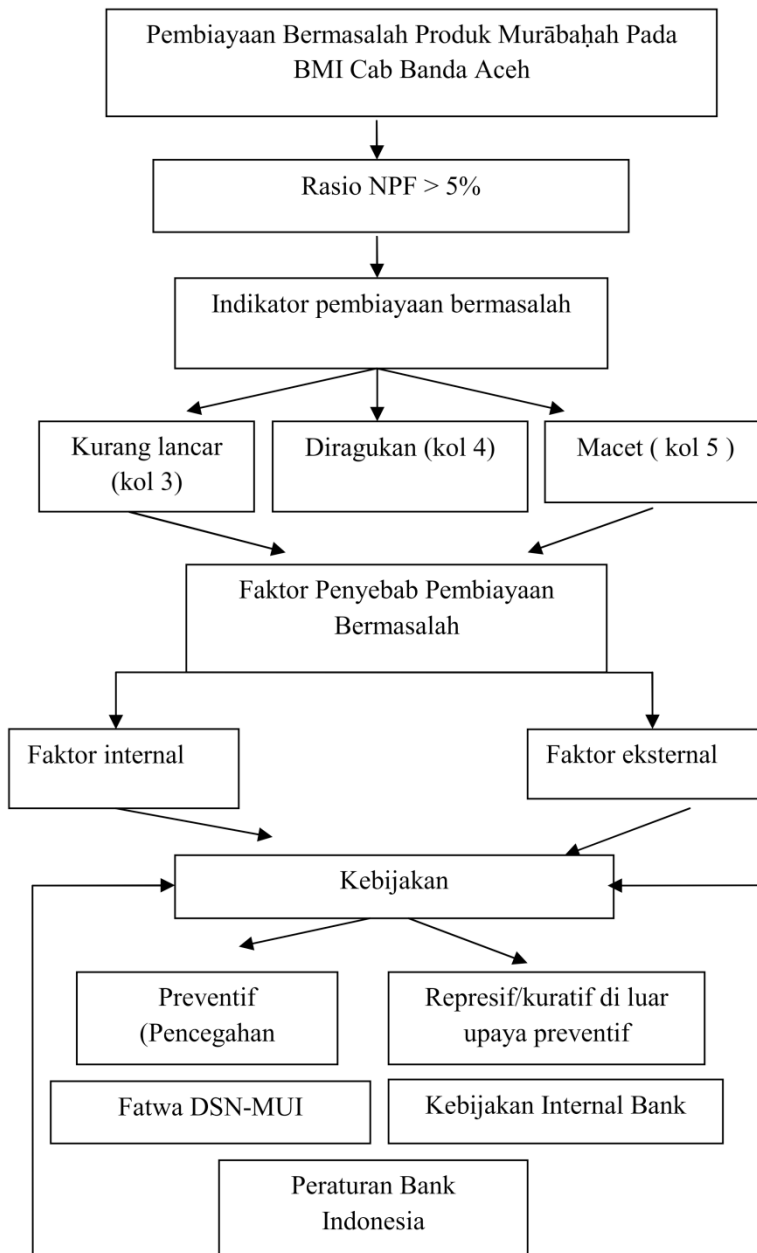 Pembiayaan Bermasalah Produk Murābaḥah Pada
BMI Cab Banda Aceh
Rasio NPF > 5%
Indikator pembiayaan bermasalah
Kurang lancar
(kol 3)
Diragukan (kol 4)
Macet ( kol 5 )
Faktor Penyebab Pembiayaan
Bermasalah
Faktor internal
Faktor eksternal
Kebijakan
Preventif
(Pencegahan
Represif/kuratif di luar
upaya preventif
Fatwa DSN-MUI
Kebijakan Internal Bank
Peraturan Bank
Indonesia